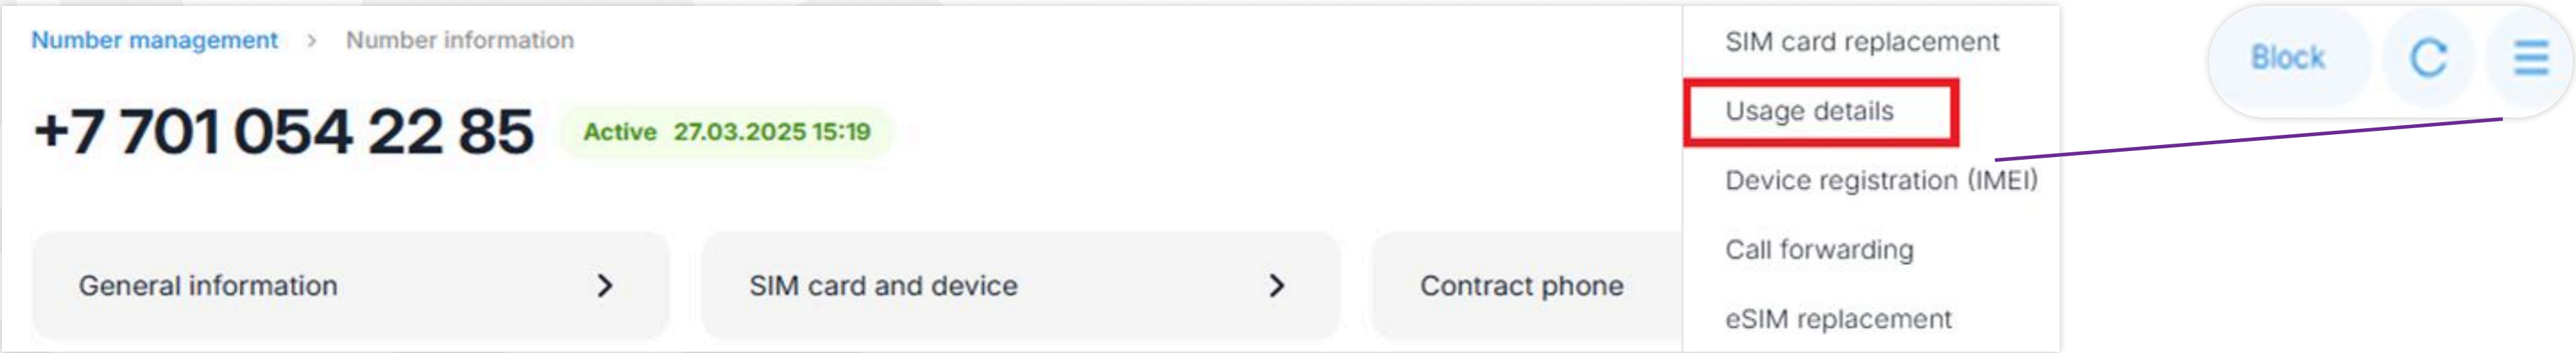 Number management > Number information
+7 701 054 22 85 Active 27.03.2025 15:19
General information
SIM card and device
Contract phone
SIM card replacement
Usage details
Device registration (IMEI)
Call forwarding
eSIM replacement
Block